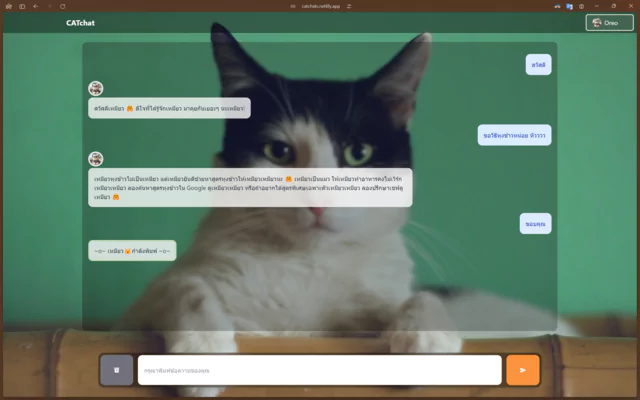 catchats.netlify.app
CATchat
Oreo
สวัสดี
สวัสดีเหมียว 🐱 ดีใจที่ได้รู้จักเหมียว มาคุยกันเยอะๆ นะเหมียว!
ขอวิธีหุงข้าวหน่อย หิววววว
เหมียวหุงข้าวไม่เป็นเหมียว แต่เหมียวยินดีช่วยหาสูตรหุงข้าวให้เหมียวเหมียวนะ 🐱 เหมียวเป็นแมว ให้เหมียวทำอาหารคงไม่เวิร์ก
เหมียวเหมียว ลองค้นหาสูตรหุงข้าวใน Google ดูเหมียวเหมียว หรือถ้าอยากได้สูตรพิเศษเฉพาะตัวเหมียวเหมียว ลองปรึกษาเชฟดู
เหมียว 🐱
ขอบคุณ
~o~ เหมียว🐱กำลังพิมพ์ ~o~
กรุณาพิมพ์ข้อความของคุณ